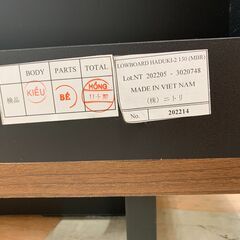 BODY PARTS TOTAL
検品 KIỀU BÉ HỒNG
LOWBOARD HADUKI-2 150 (MBR)
Lot.NT 202205 - 3020748
MADE IN VIET NAM
(株) ニトリ
No. 202214